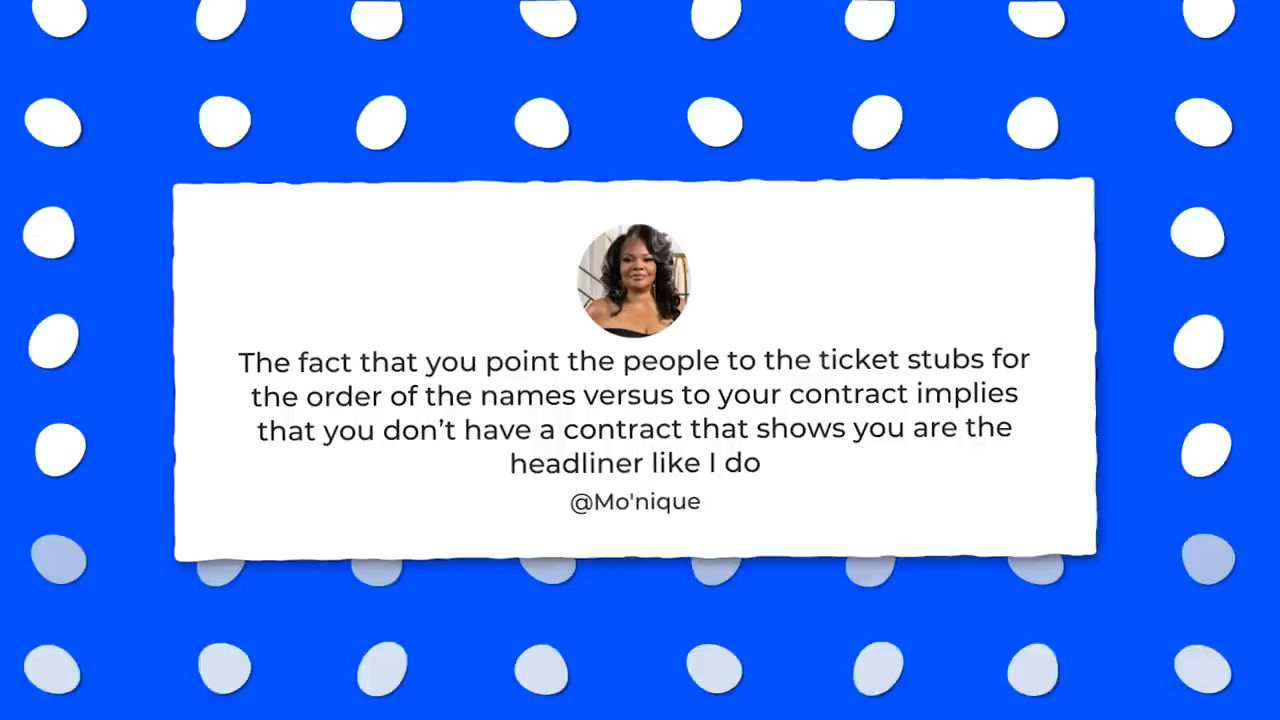 The fact that you point the people to the ticket stubs for
the order of the names versus to your contract implies
that you don’t have a contract that shows you are the
headliner like I do
@Mo'nique